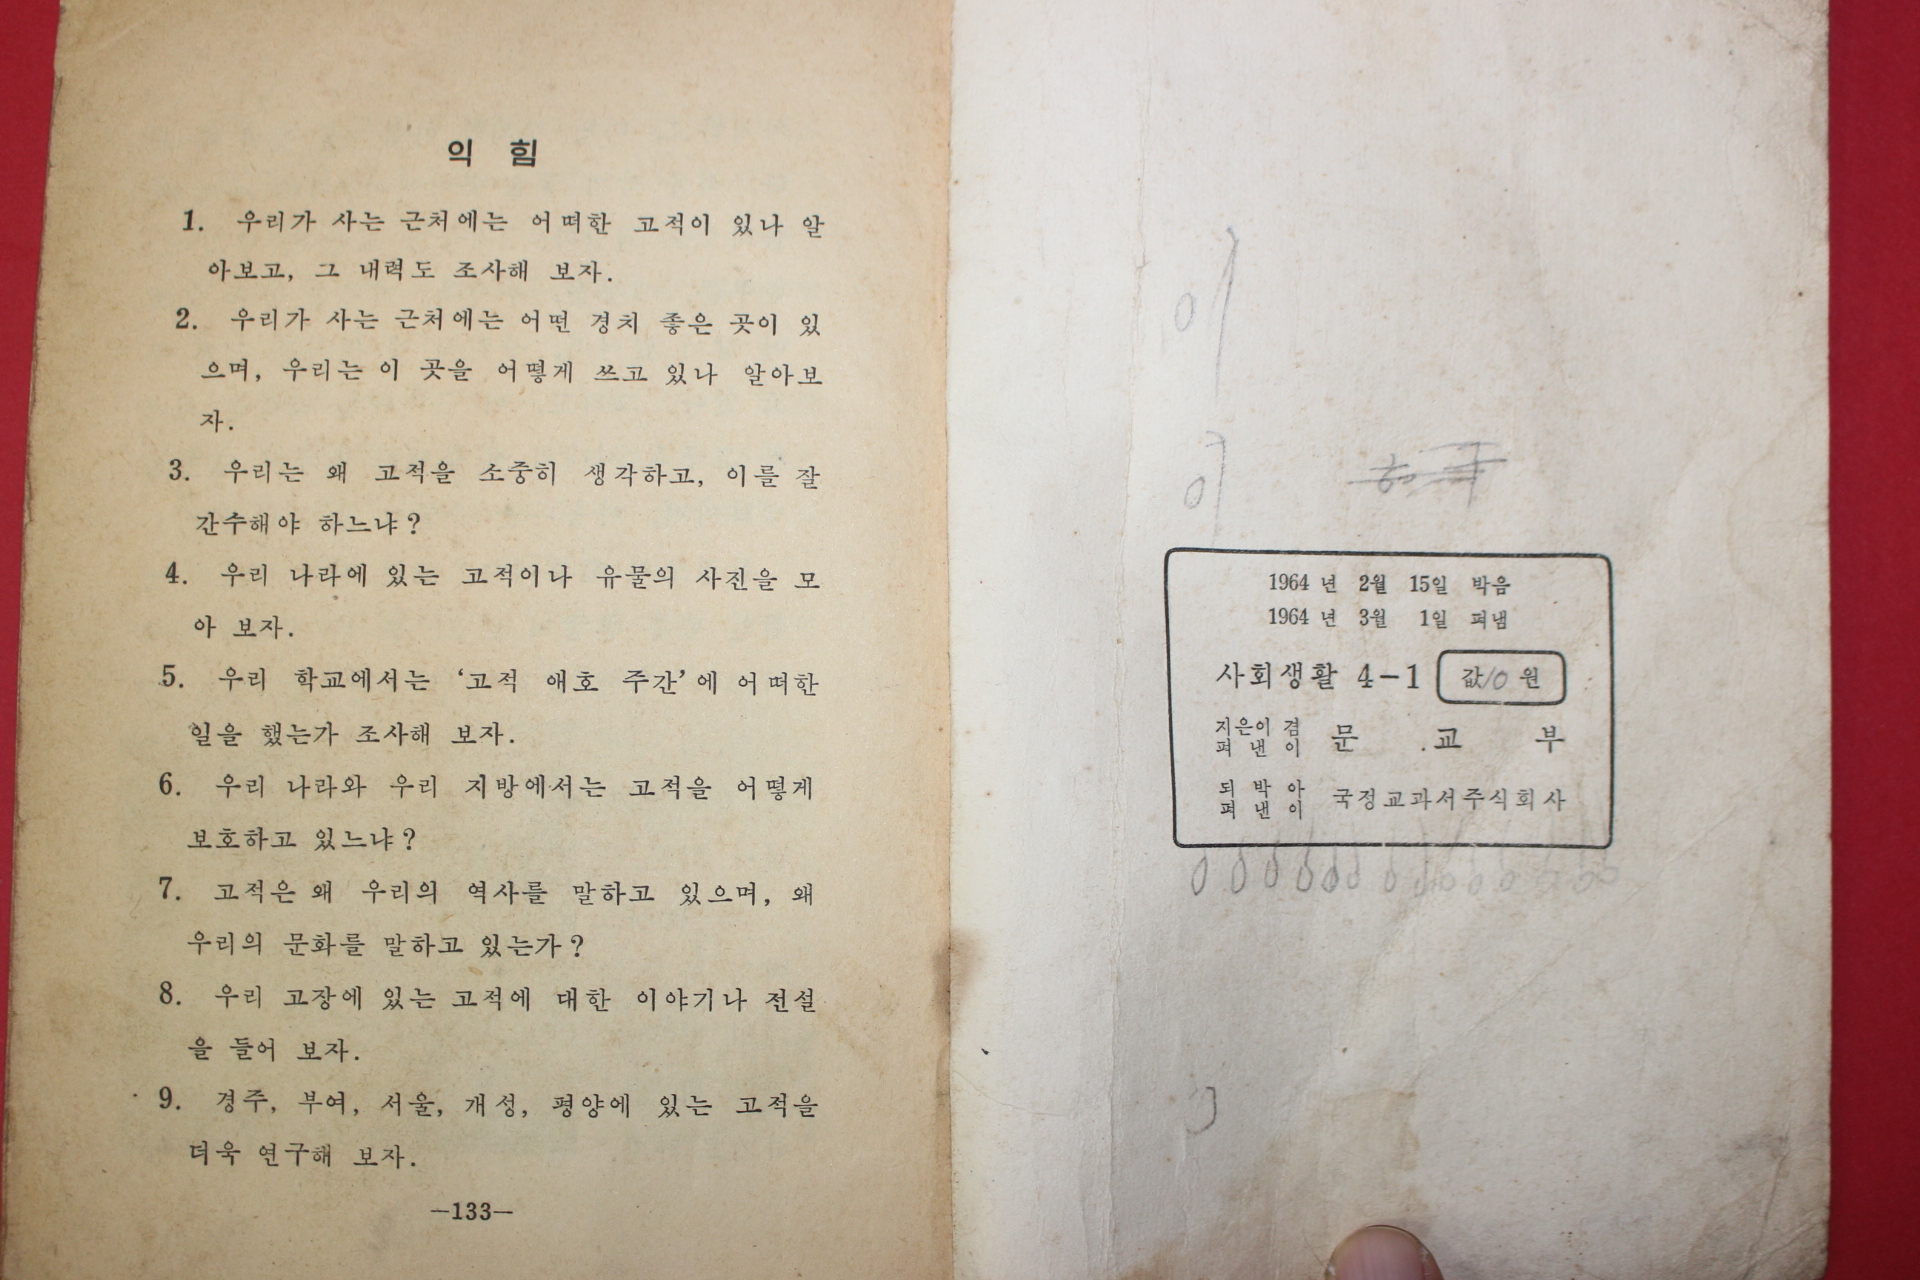 익 힘
1. 우리가 사는 근처에는 어떠한 고적이 있나 알
아보고, 그 내력도 조사해 보자.
2. 우리가 사는 근처에는 어떤 경치 좋은 곳이 있
으며, 우리는 이 곳을 어떻게 쓰고 있나 알아보
자.
3. 우리는 왜 고적을 소중히 생각하고, 이를 잘
간수해야 하느냐?
4. 우리 나라에 있는 고적이나 유물의 사진을 모
아 보자.
5. 우리 학교에서는 ‘고적 애호 주간’에 어떠한
일을 했는가 조사해 보자.
6. 우리 나라와 우리 지방에서는 고적을 어떻게
보호하고 있느냐?
7. 고적은 왜 우리의 역사를 말하고 있으며, 왜
우리의 문화를 말하고 있는가?
8. 우리 고장에 있는 고적에 대한 이야기나 전설
을 들어 보자.
9. 경주, 부여, 서울, 개성, 평양에 있는 고적을
더욱 연구해 보자.
—133—
이
이
1964년 2월 15일 박음
1964년 3월 1일 펴냄
사회생활 4-1 값10원
지은이 겸
펴 낸 이 문 교 부
되 박 아
펴 낸 이 국정교과서주식회사